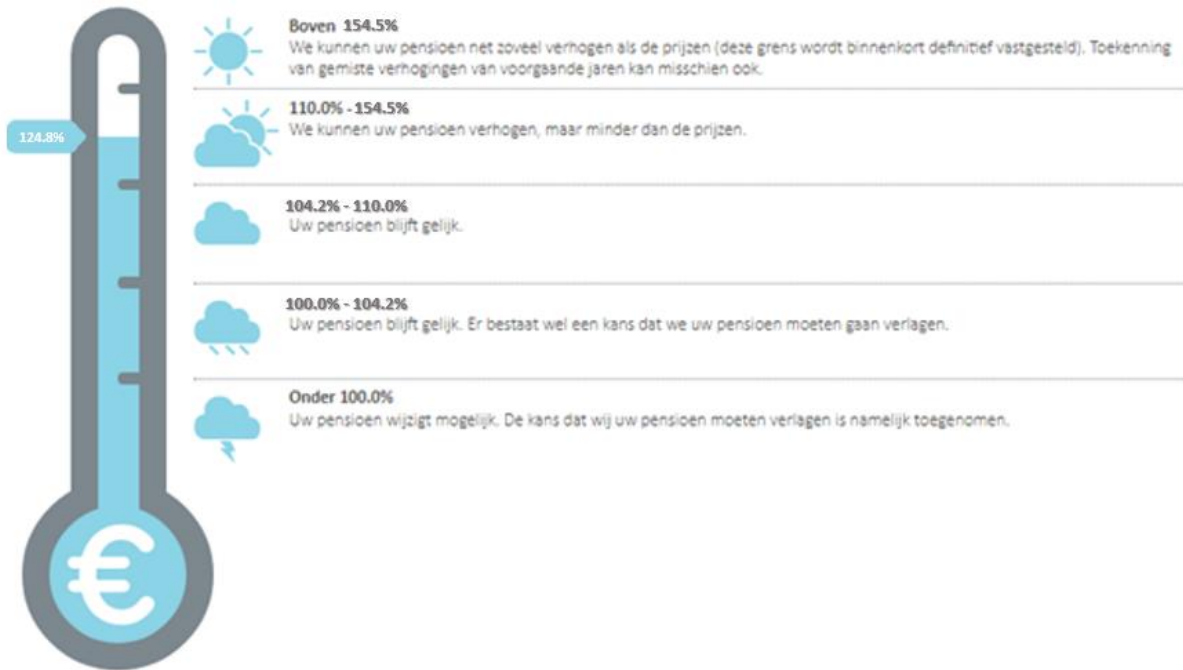 Boven 154.5%
We kunnen uw pensioen net zoveel verhogen als de prijzen (deze grens wordt binnenkort definitief vastgesteld). Toekenning
van gemiste verhogingen van voorgaande jaren kan misschien ook.
110.0% - 154.5%
We kunnen uw pensioen verhogen, maar minder dan de prijzen.
124.8%
104.2% - 110.0%
Uw pensioen blijft gelijk.
100.0% - 104.2%
Uw pensioen blijft gelijk. Er bestaat wel een kans dat we uw pensioen moeten gaan verlagen.
Onder 100.0%
Uw pensioen wijzigt mogelijk. De kans dat wij uw pensioen moeten verlagen is namelijk toegenomen.
€